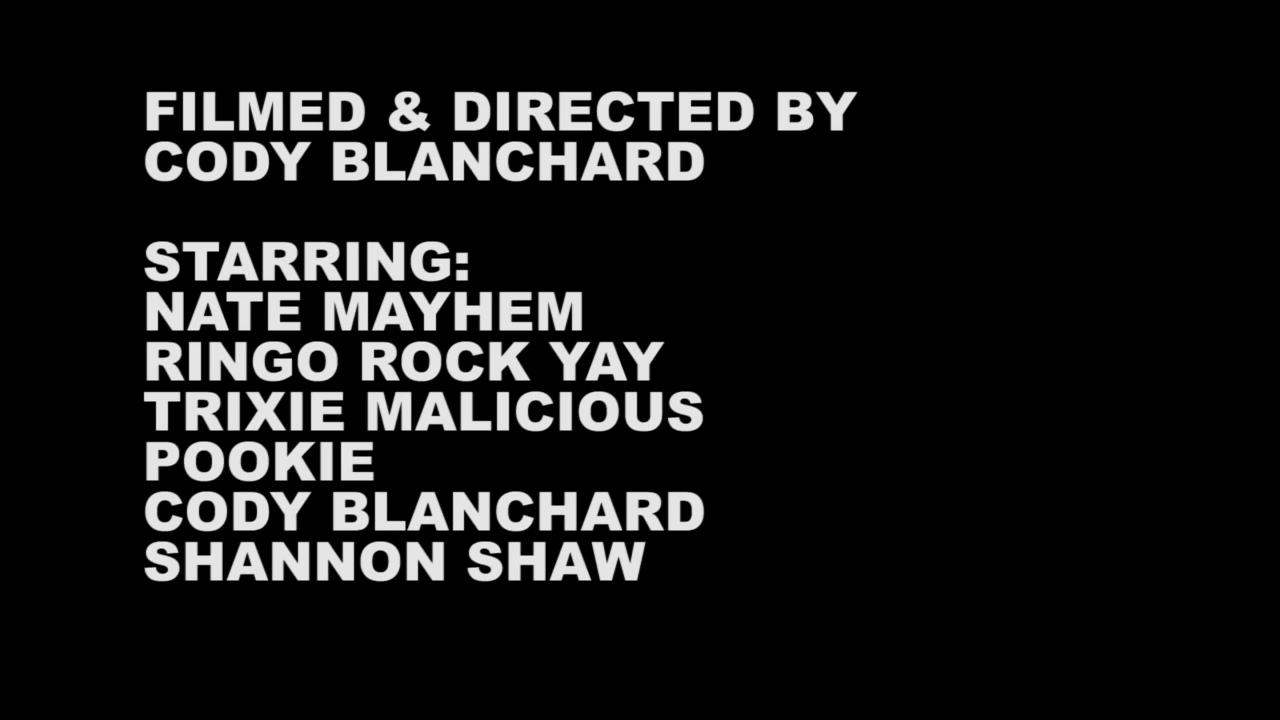 FILMED & DIRECTED BY
CODY BLANCHARD
STARRING:
NATE MAYHEM
RINGO ROCK YAY
TRIXIE MALICIOUS
POOKIE
CODY BLANCHARD
SHANNON SHAW